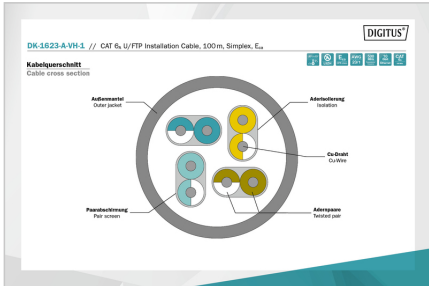 DIGITUS®
DK-1623-A-VH-1 // CAT 6A U/FTP Installation Cable, 100 m, Simplex, Eca
Kabelquerschnitt
Cable cross section
Außenmantel
Outer jacket
Aderisolierung
Isolation
Cu-Draht
Cu-Wire
Paarabschirmung
Pair screen
Adernpaare
Twisted pair